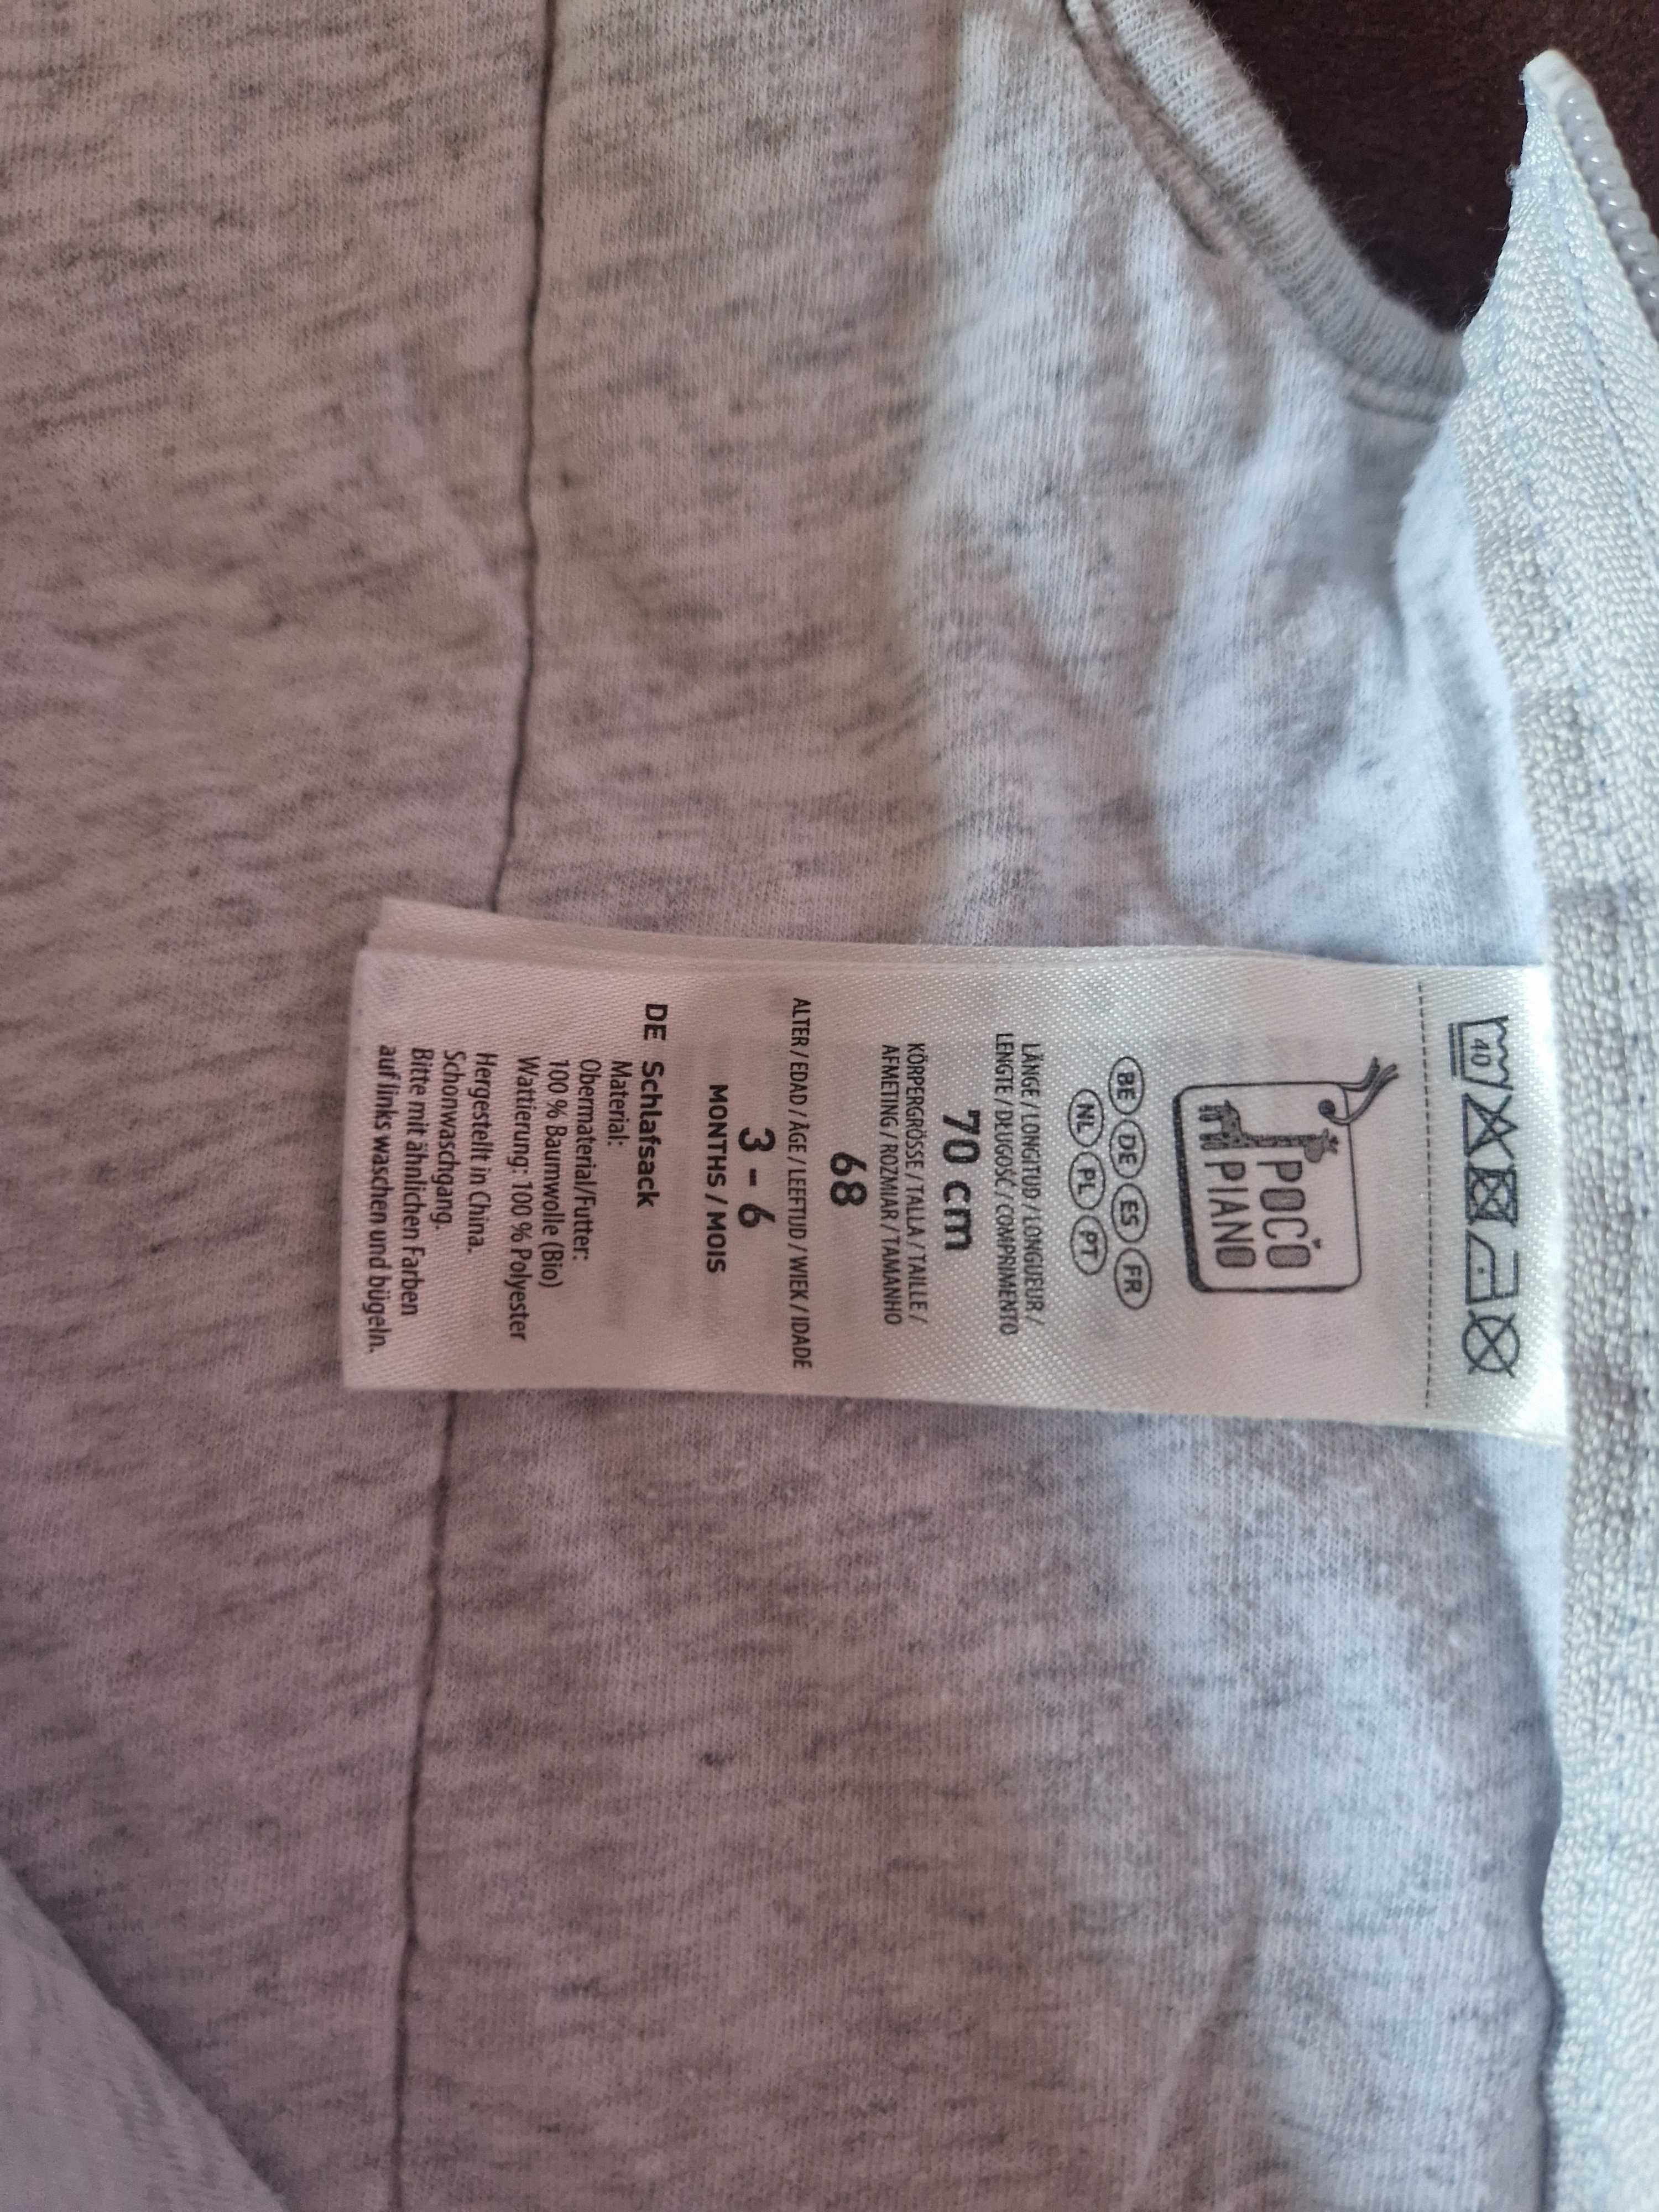 40
POCO
PIANO
BE DE ES FR
NL PL PT
LÄNGE / LONGITUD / LONGUEUR /
LENGTE / DŁUGOŚĆ / COMPRIMENTO
70 cm
KÖRPERGRÖSSE / TALLA / TAILLE /
AFMETING / ROZMIAR / TAMANHO
68
ALTER / EDAD / ÂGE / LEEFTIJD / WIEK / IDADE
3 - 6
MONTHS / MOIS
DE Schlafsack
Material:
Obermaterial/Futter:
100 % Baumwolle (Bio)
Wattierung: 100 % Polyester
Hergestellt in China.
Schonwaschgang.
Bitte mit ähnlichen Farben
auf links waschen und bügeln.